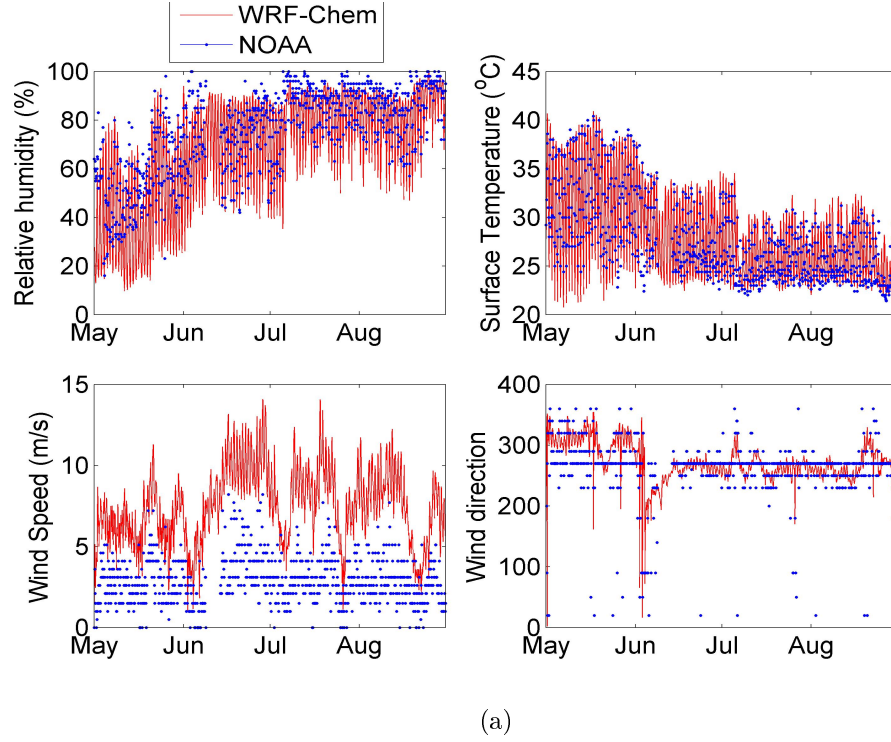 WRF-Chem
NOAA
Relative humidity (%)
100
80
60
40
20
0
May Jun Jul Aug
Surface Temperature (°C)
45
40
35
30
25
20
May Jun Jul Aug
Wind Speed (m/s)
15
10
5
0
May Jun Jul Aug
Wind direction
400
300
200
100
0
May Jun Jul Aug
(a)